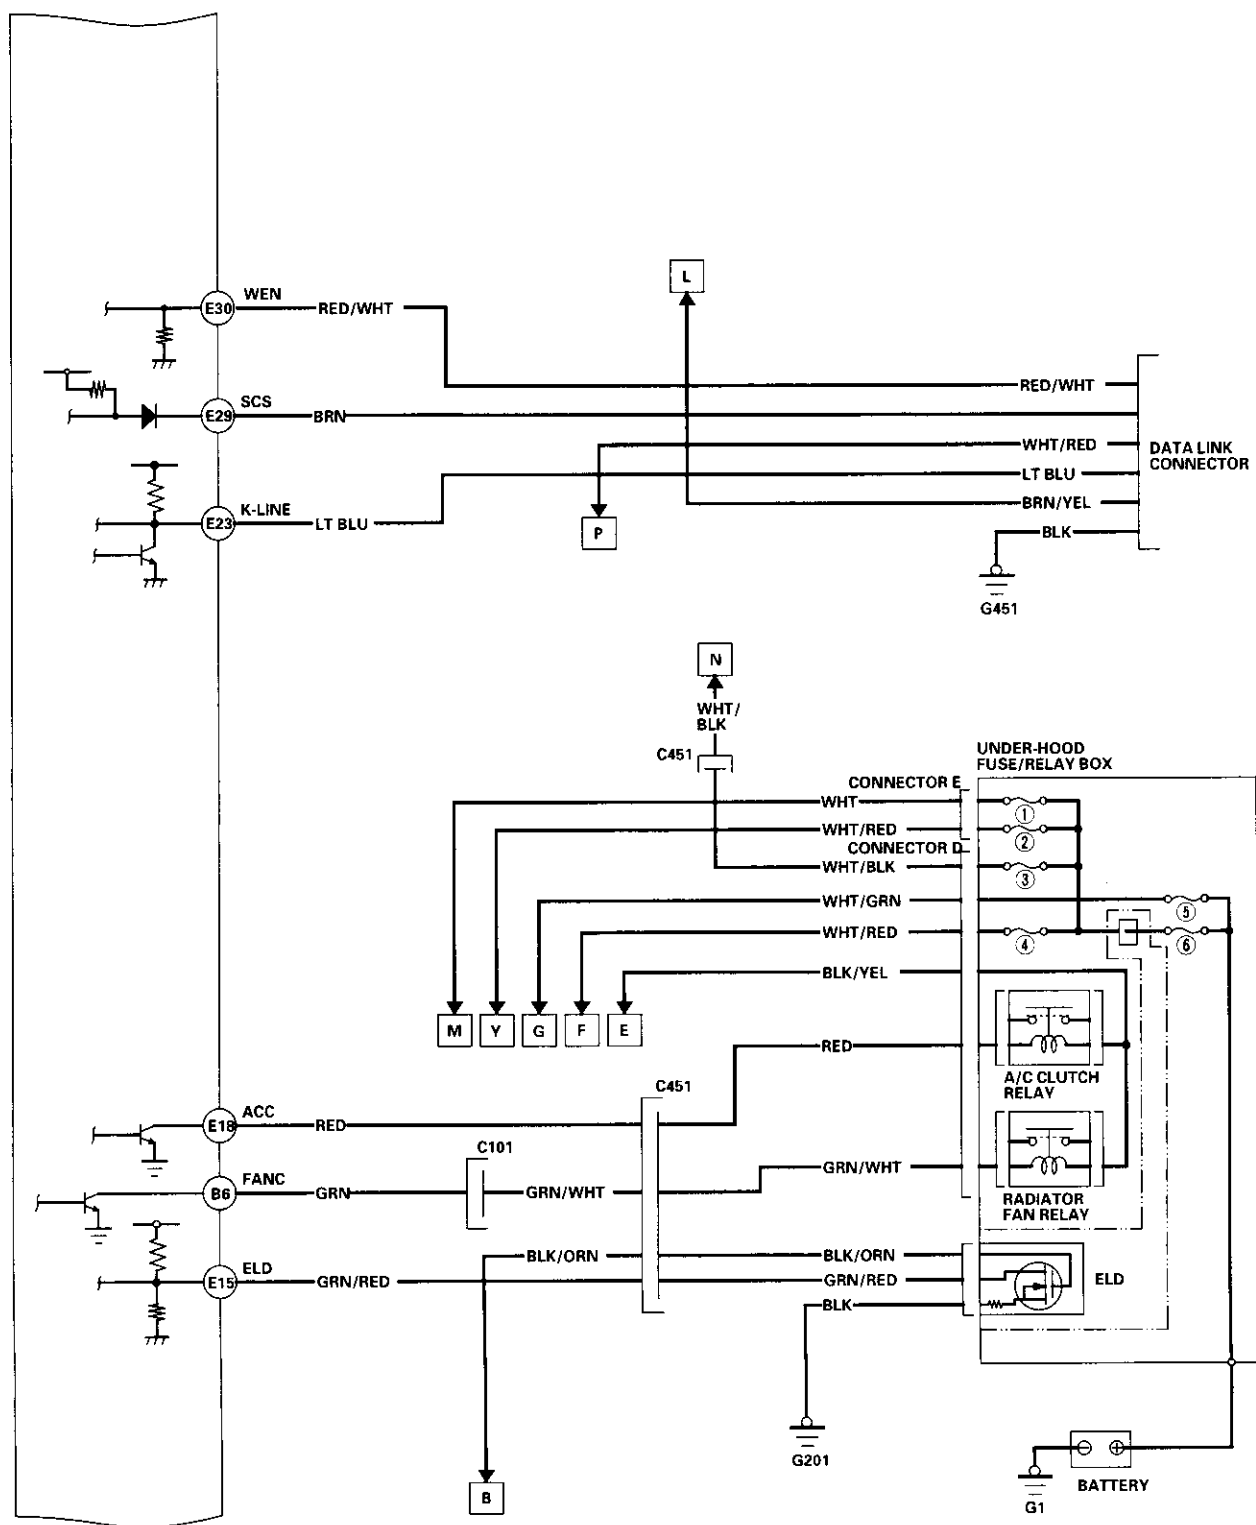 L
WEN
E30
RED/WHT
RED/WHT
SCS
E29
BRN
WHT/RED
DATA LINK
CONNECTOR
LT BLU
K-LINE
E23
LT BLU
BRN/YEL
P
BLK
G451
N
WHT/
BLK
C451
UNDER-HOOD
FUSE/RELAY BOX
CONNECTOR E
WHT
1
WHT/RED
2
CONNECTOR D
WHT/BLK
3
WHT/GRN
5
WHT/RED
4
6
BLK/YEL
M
Y
G
F
E
RED
A/C CLUTCH
RELAY
C451
ACC
E18
RED
C101
FANC
B6
GRN
GRN/WHT
GRN/WHT
RADIATOR
FAN RELAY
BLK/ORN
BLK/ORN
ELD
E15
GRN/RED
GRN/RED
ELD
BLK
G201
B
BATTERY
G1